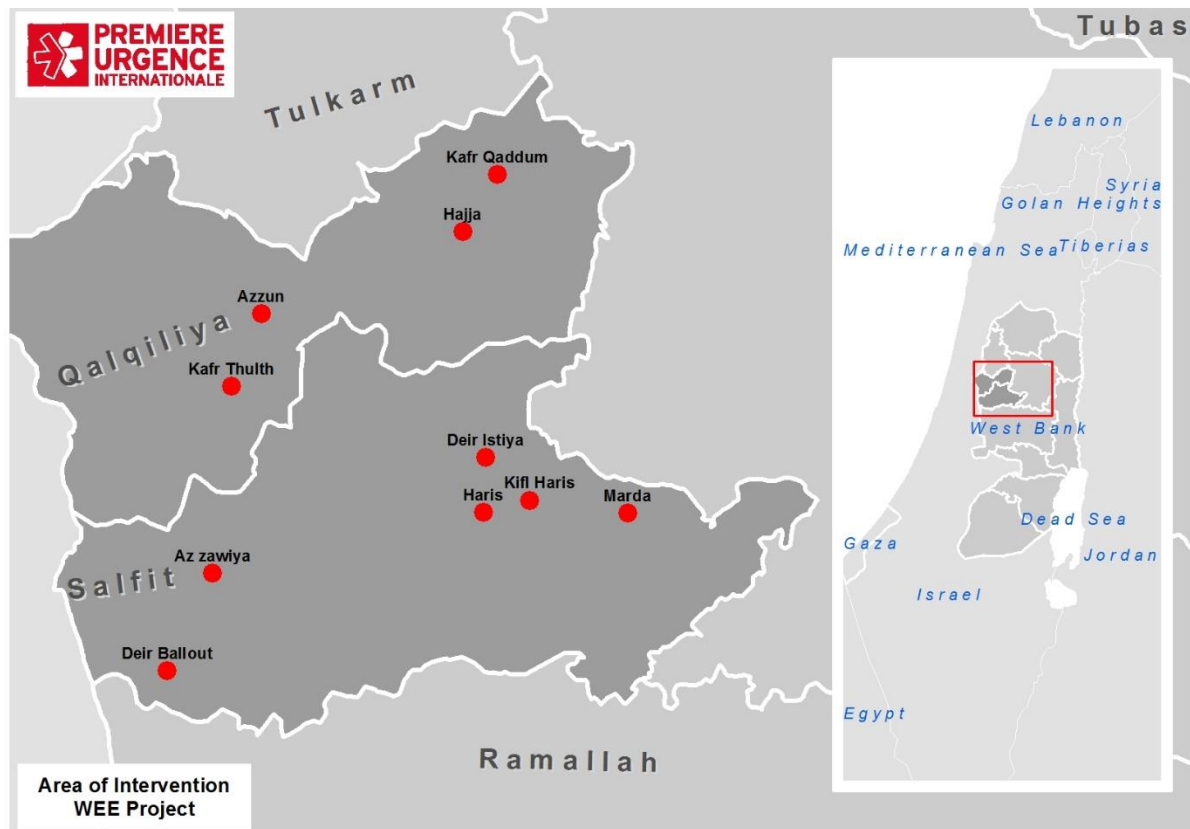 PREMIERE
URGENCE
INTERNATIONALE
Tubas
Tulkarm
Kafr Qaddum
Hajja
Azzun
Qalqiliya
Kafr Thulth
Deir Istiya
Kifl Haris
Haris
Marda
Az zawiya
Salfit
Deir Ballout
Ramallah
Area of Intervention
WEE Project
Lebanon
Syria
Golan Heights
Mediterranean Sea
Tiberias
West Bank
Dead Sea
Gaza
Jordan
Israel
Egypt